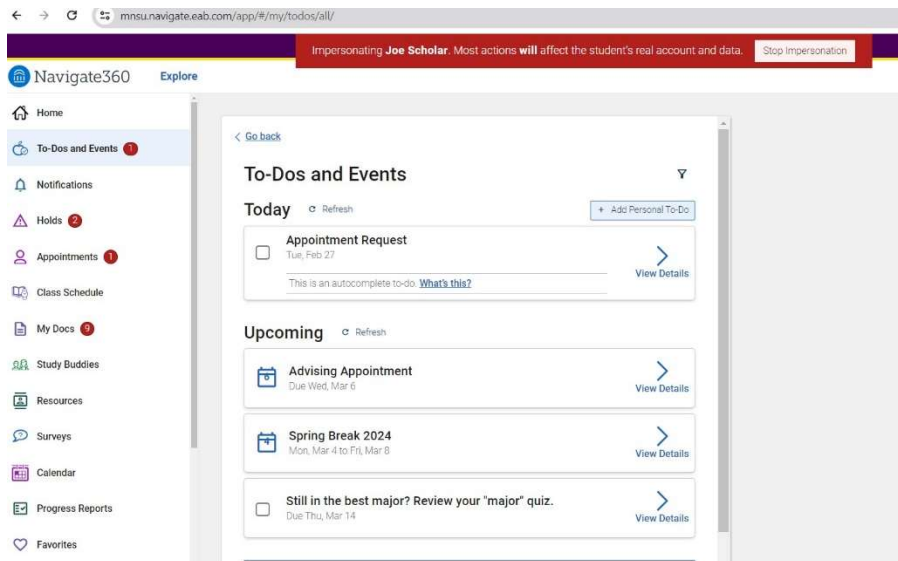 mnsu.navigate.eab.com/app/#/my/todos/all/
Impersonating Joe Scholar. Most actions will affect the student's real account and data.
Stop Impersonation
Navigate360
Explore
Home
To-Dos and Events 1
Notifications
Holds 2
Appointments 1
Class Schedule
My Docs 9
Study Buddies
Resources
Surveys
Calendar
Progress Reports
Favorites
Go back
To-Dos and Events
Today
Refresh
+ Add Personal To-Do
Appointment Request
Tue, Feb 27
This is an autocomplete to-do. What's this?
View Details
Upcoming
Refresh
6
Advising Appointment
Due Wed, Mar 6
View Details
4
Spring Break 2024
Mon, Mar 4 to Fri, Mar 8
View Details
Still in the best major? Review your "major" quiz.
Due Thu, Mar 14
View Details